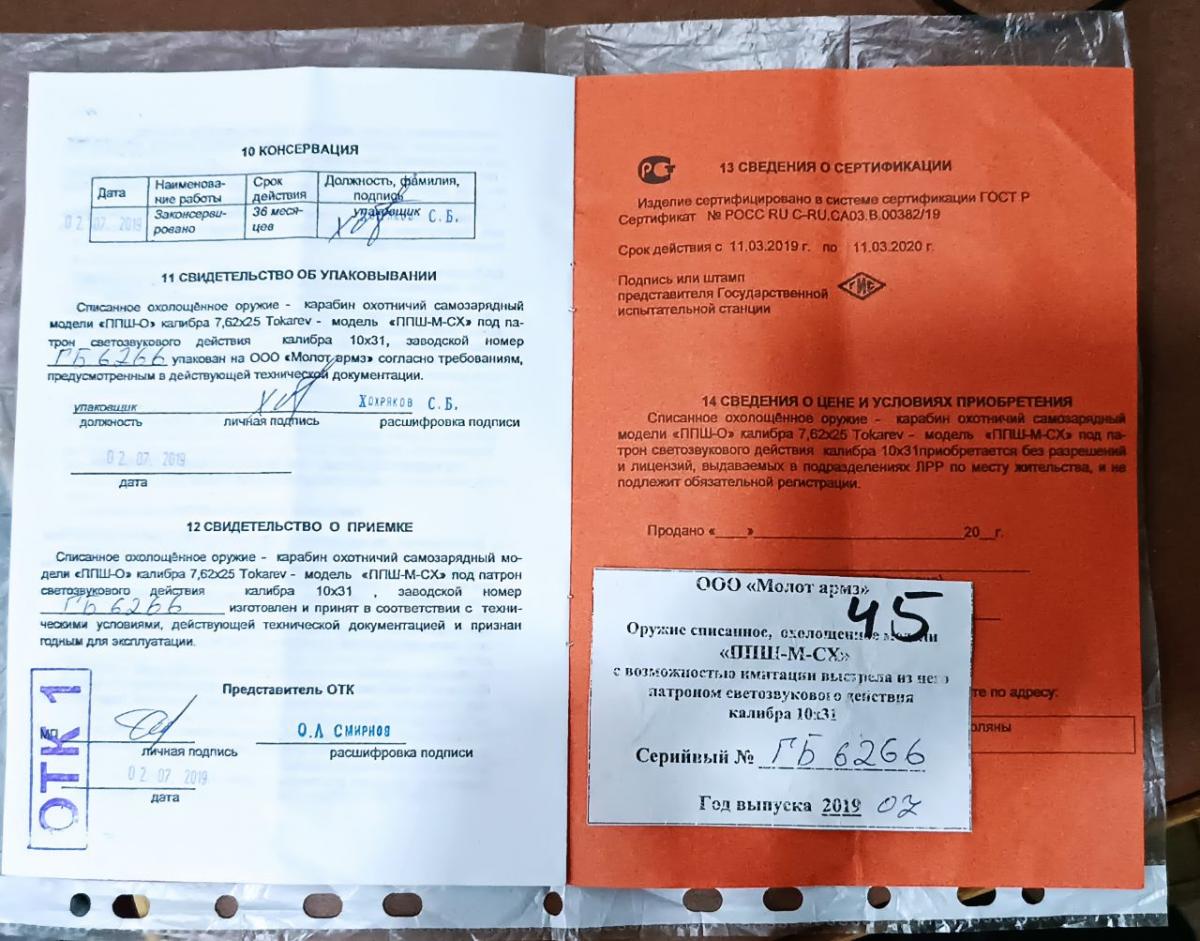 10 КОНСЕРВАЦИЯ
Дата Наименова- Срок Должность, фамилия,
ние работы действия подпись
02 07 2019 Законсерви- 36 меся- упаковщик С.Б.
ровано цев
11 СВИДЕТЕЛЬСТВО ОБ УПАКОВЫВАНИИ
Списанное охолощённое оружие - карабин охотничий самозарядный
модели «ППШ-О» калибра 7,62х25 Tokarev - модель «ППШ-М-СХ» под па-
трон светозвукового действия калибра 10х31, заводской номер
ГБ 6266 упакован на ООО «Молот армз» согласно требованиям,
предусмотренным в действующей технической документации.
упаковщик Хохряков С.Б.
должность личная подпись расшифровка подписи
02 07 2019
дата
12 СВИДЕТЕЛЬСТВО О ПРИЕМКЕ
Списанное охолощённое оружие - карабин охотничий самозарядный мо-
дели «ППШ-О» калибра 7,62х25 Tokarev - модель «ППШ-М-СХ» под патрон
светозвукового действия калибра 10х31 , заводской номер
ГБ 6266 изготовлен и принят в соответствии с техни-
ческими условиями, действующей технической документацией и признан
годным для эксплуатации.
Представитель ОТК
МП О.Л Смирнов
личная подпись расшифровка подписи
02 07 2019
дата
ОТК 1
РСТ 13 СВЕДЕНИЯ О СЕРТИФИКАЦИИ
Изделие сертифицировано в системе сертификации ГОСТ Р
Сертификат № РОСС RU С-RU.СА03.В.00382/19
Срок действия с 11.03.2019 г. по 11.03.2020 г.
Подпись или штамп
представителя Государственной ГИС
испытательной станции
14 СВЕДЕНИЯ О ЦЕНЕ И УСЛОВИЯХ ПРИОБРЕТЕНИЯ
Списанное охолощённое оружие - карабин охотничий самозарядный
модели «ППШ-О» калибра 7,62х25 Tokarev - модель «ППШ-М-СХ» под па-
трон светозвукового действия калибра 10х31приобретается без разрешений
и лицензий, выдаваемых в подразделениях ЛРР по месту жительства, и не
подлежит обязательной регистрации.
Продано «____»__________________________20__г.
те по адресу:
оляны
ООО «Молот армз»
45
Оружие списанное, охолощенное модели
«ППШ-М-СХ»
с возможностью имитации выстрела из него
патроном светозвукового действия
калибра 10х31
Серийный № ГБ 6266
Год выпуска 2019 07